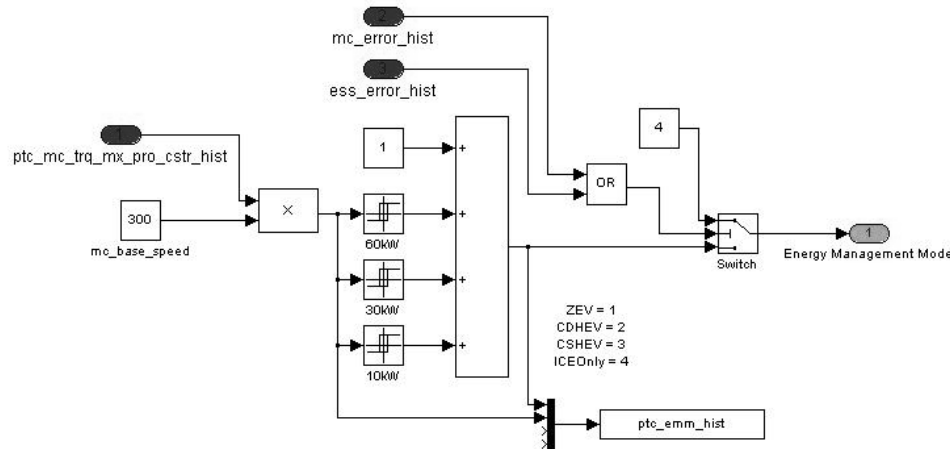 2
mc_error_hist
3
ess_error_hist
1
ptc_mc_trq_mx_pro_cstr_hist
300
mc_base_speed
×
1
+
60kW
+
30kW
+
10kW
+
4
OR
Switch
1
Energy Management Mode
ZEV = 1
CDHEV = 2
CSHEV = 3
ICEOnly = 4
ptc_emm_hist